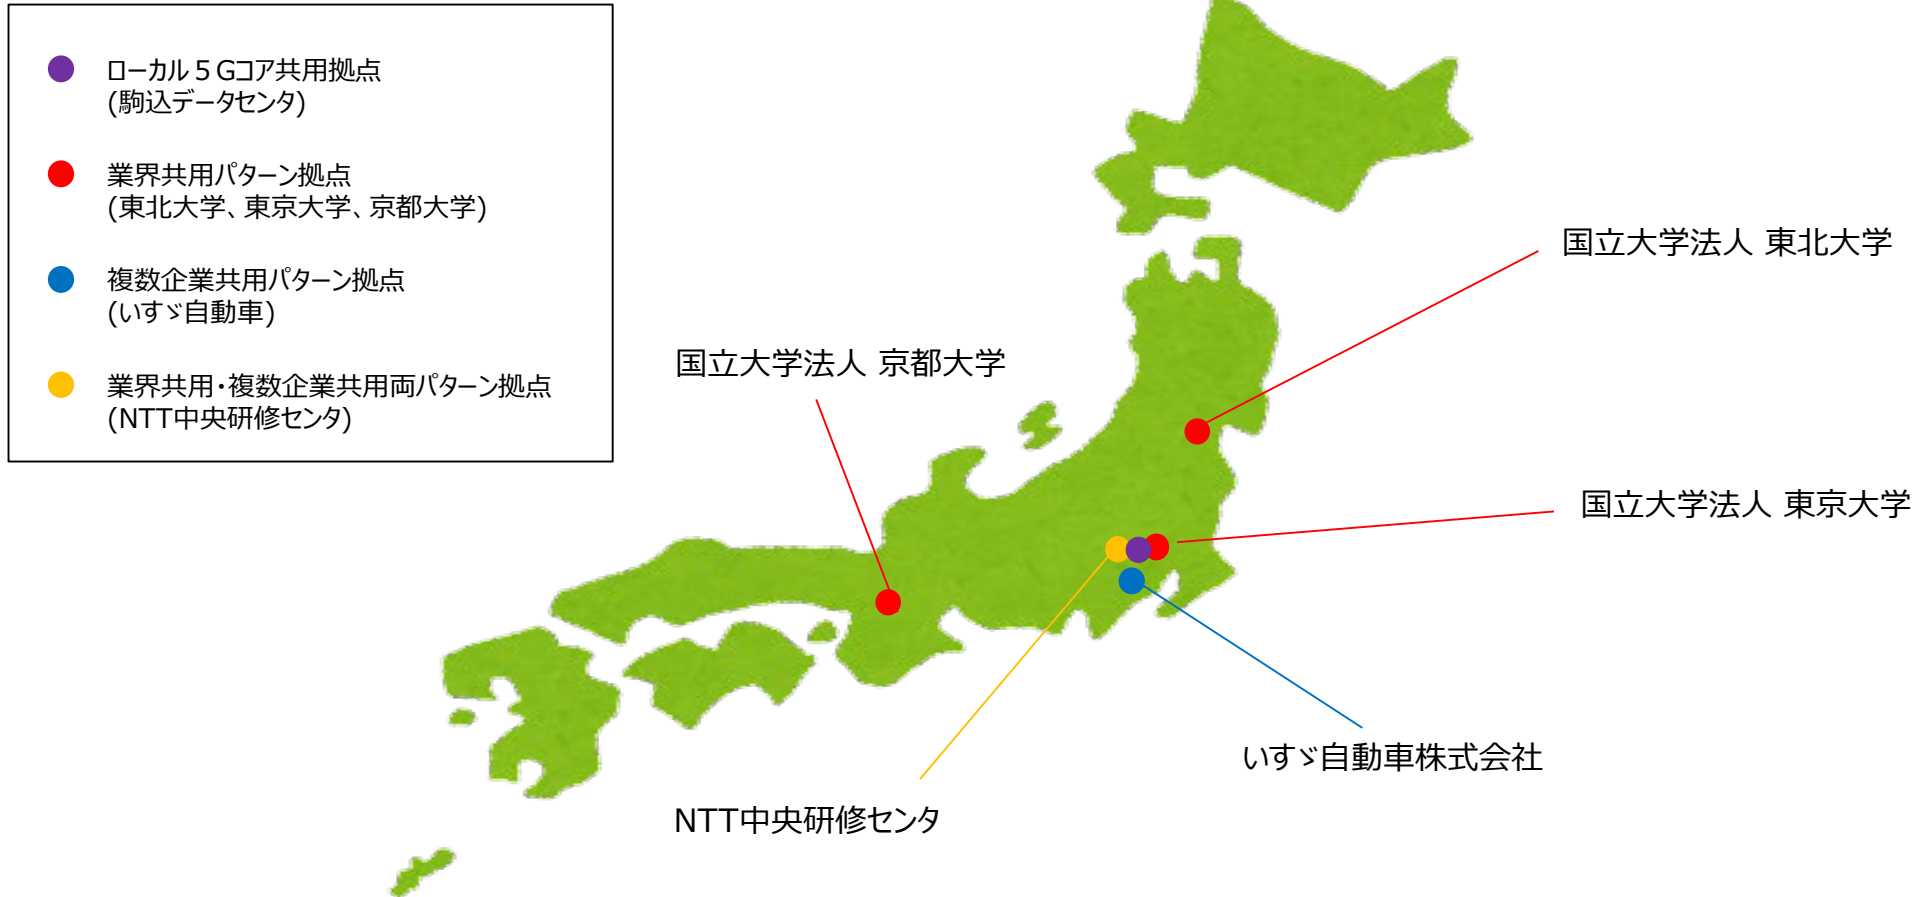 ローカル５Gコア共用拠点
(駒込データセンタ)
業界共用パターン拠点
(東北大学、東京大学、京都大学)
複数企業共用パターン拠点
(いすゞ自動車)
業界共用・複数企業共用両パターン拠点
(NTT中央研修センタ)
国立大学法人 東北大学
国立大学法人 京都大学
国立大学法人 東京大学
いすゞ自動車株式会社
NTT中央研修センタ